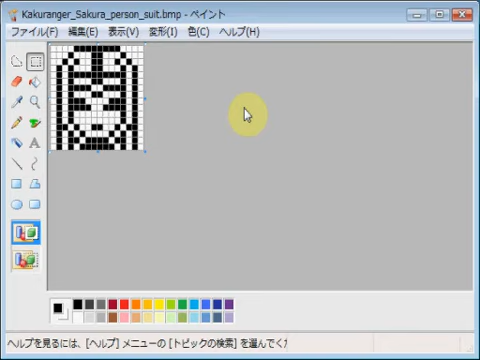 Kakuranger_Sakura_person_suit.bmp - ペイント
ファイル(F) 編集(E) 表示(V) 変形(I) 色(C) ヘルプ(H)
A
ヘルプを見るには、[ヘルプ] メニューの [トピックの検索] を選んでくだ